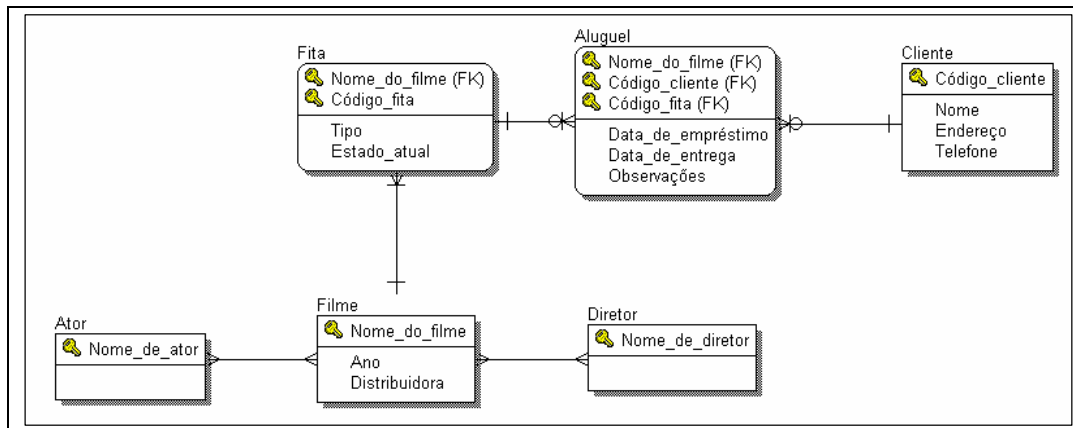 Fita
Nome_do_filme (FK)
Código_fita
Tipo
Estado_atual
Aluguel
Nome_do_filme (FK)
Código_cliente (FK)
Código_fita (FK)
Data_de_empréstimo
Data_de_entrega
Observações
Cliente
Código_cliente
Nome
Endereço
Telefone
Ator
Nome_de_ator
Filme
Nome_do_filme
Ano
Distribuidora
Diretor
Nome_de_diretor